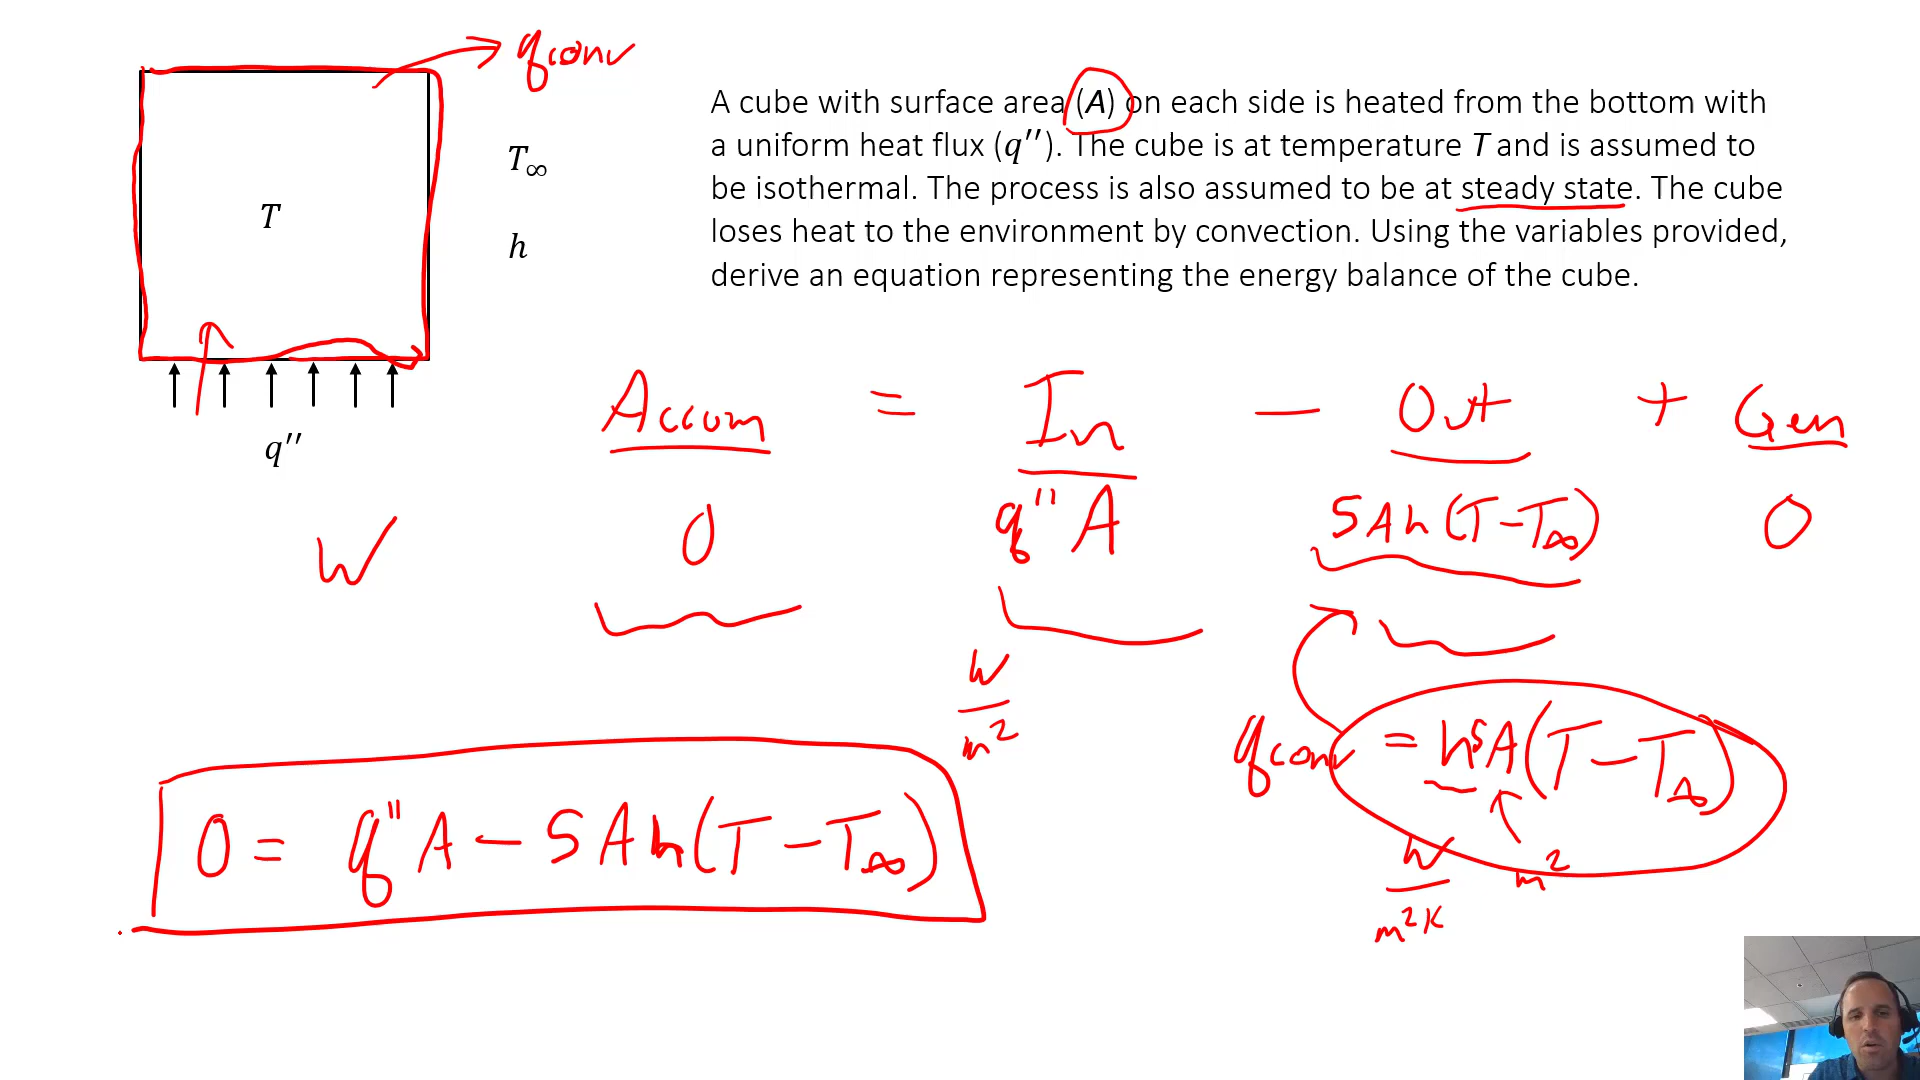 qconv
A cube with surface area (A) on each side is heated from the bottom with
a uniform heat flux (q''). The cube is at temperature T and is assumed to
be isothermal. The process is also assumed to be at steady state. The cube
loses heat to the environment by convection. Using the variables provided,
derive an equation representing the energy balance of the cube.
T∞
T
h
q''
Accum = In − Out + Gen
W 0 q''A 5Ah(T−T∞) 0
W/m²
qconv = h5A(T−T∞)
W/m²K
m²
0 = q''A − 5Ah(T−T∞)